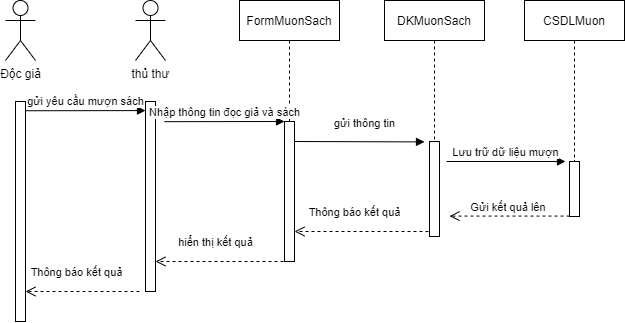 FormMuonSach
DKMuonSach
CSDLMuon
Độc giả
thủ thư
gửi yêu cầu mượn sách
Nhập thông tin đọc giả và sách
gửi thông tin
Lưu trữ dữ liệu mượn
Gửi kết quả lên
Thông báo kết quả
hiển thị kết quả
Thông báo kết quả